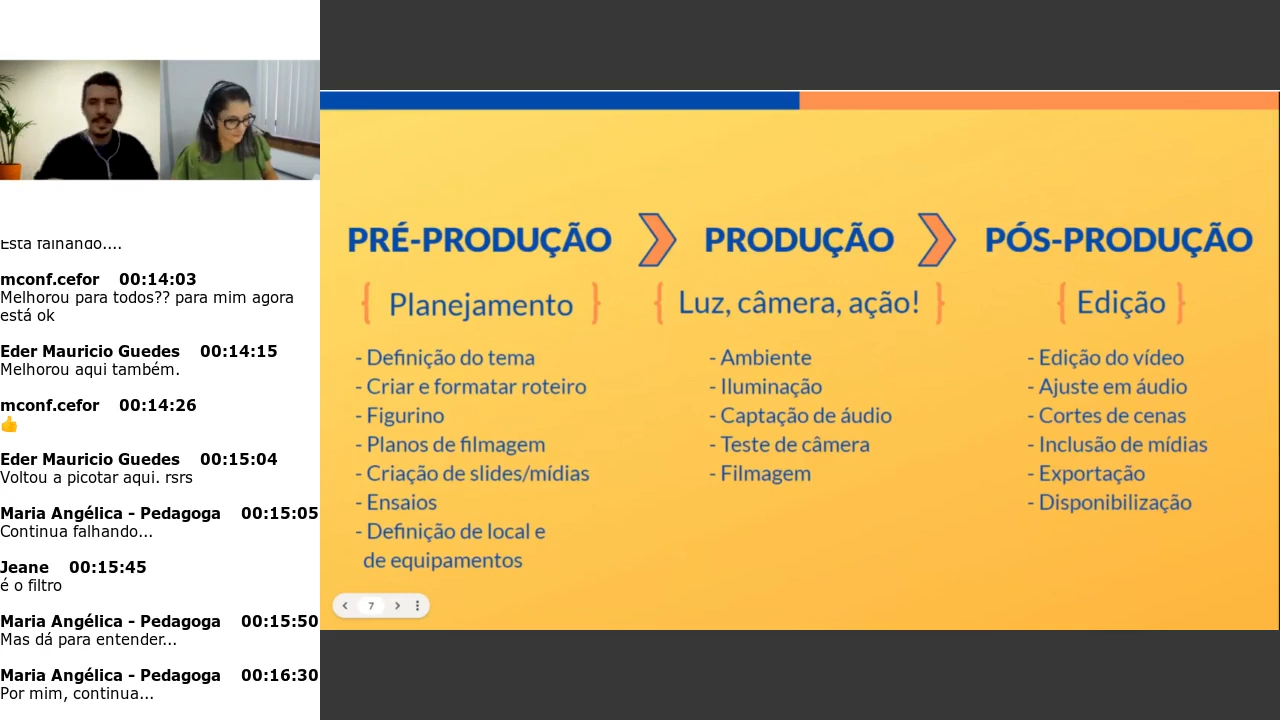 Está falhando....
mconf.cefor 00:14:03
Melhorou para todos?? para mim agora
está ok
Eder Mauricio Guedes 00:14:15
Melhorou aqui também.
mconf.cefor 00:14:26
👍
Eder Mauricio Guedes 00:15:04
Voltou a picotar aqui. rsrs
Maria Angélica - Pedagoga 00:15:05
Continua falhando...
Jeane 00:15:45
é o filtro
Maria Angélica - Pedagoga 00:15:50
Mas dá para entender...
Maria Angélica - Pedagoga 00:16:30
Por mim, continua...
PRÉ-PRODUÇÃO
{ Planejamento }
- Definição do tema
- Criar e formatar roteiro
- Figurino
- Planos de filmagem
- Criação de slides/mídias
- Ensaios
- Definição de local e
de equipamentos
PRODUÇÃO
{ Luz, câmera, ação! }
- Ambiente
- Iluminação
- Captação de áudio
- Teste de câmera
- Filmagem
PÓS-PRODUÇÃO
{ Edição }
- Edição do vídeo
- Ajuste em áudio
- Cortes de cenas
- Inclusão de mídias
- Exportação
- Disponibilização
7